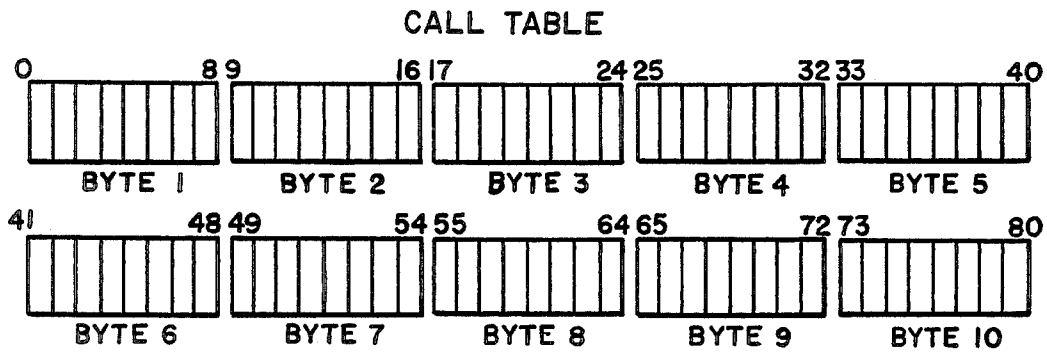 CALL TABLE
0 8 9 16 17 24 25 32 33 40
BYTE 1 BYTE 2 BYTE 3 BYTE 4 BYTE 5
41 48 49 54 55 64 65 72 73 80
BYTE 6 BYTE 7 BYTE 8 BYTE 9 BYTE 10